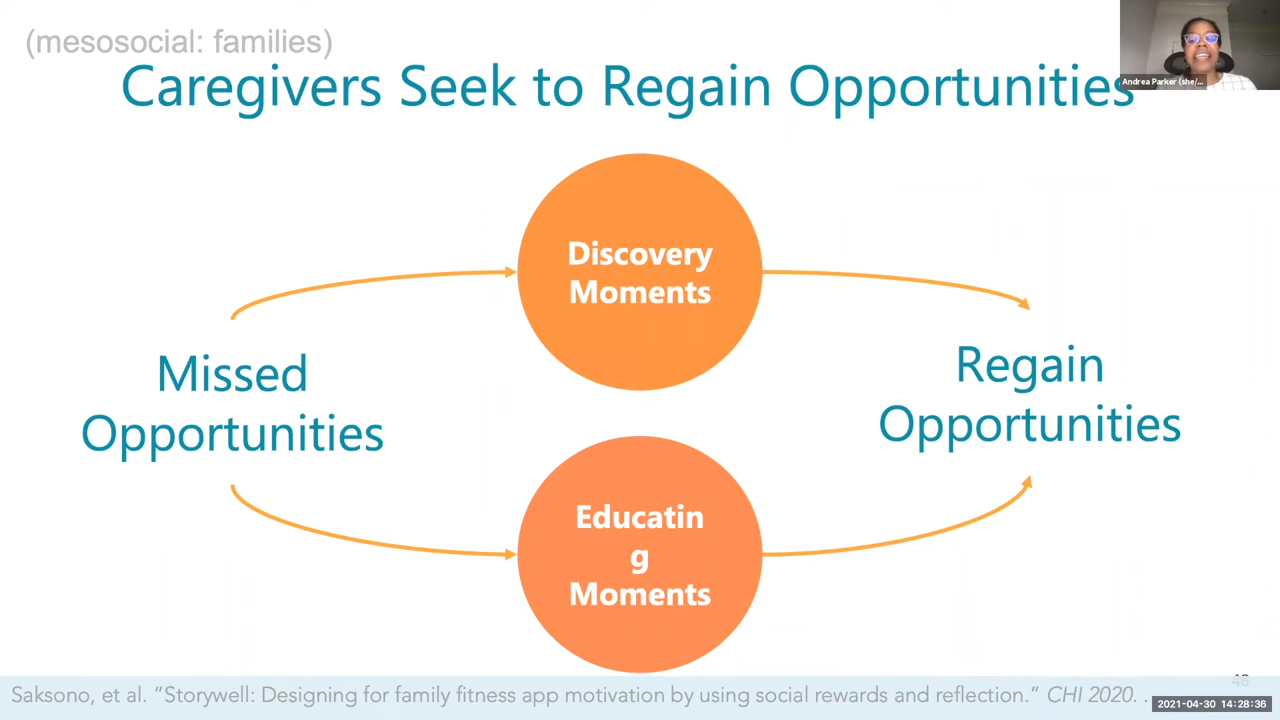 (mesosocial: families)
Caregivers Seek to Regain Opportunities
Andrea Parker (she/...
Discovery
Moments
Missed
Opportunities
Regain
Opportunities
Educatin
g
Moments
48
Saksono, et al. “Storywell: Designing for family fitness app motivation by using social rewards and reflection.” CHI 2020. .
2021-04-30 14:28:36